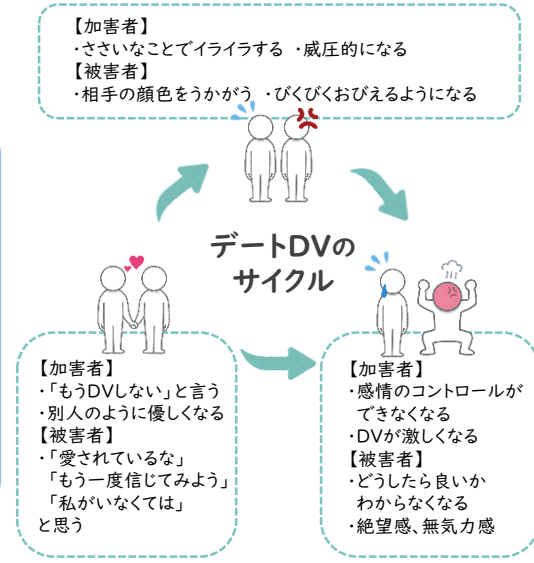 【加害者】
・ささいなことでイライラする ・威圧的になる
【被害者】
・相手の顔色をうかがう ・びくびくおびえるようになる
デートDVの
サイクル
【加害者】
・「もうDVしない」と言う
・別人のように優しくなる
【被害者】
・「愛されているな」
「もう一度信じてみよう」
「私がいなくては」
と思う
【加害者】
・感情のコントロールが
できなくなる
・DVが激しくなる
【被害者】
・どうしたら良いか
わからなくなる
・絶望感、無気力感